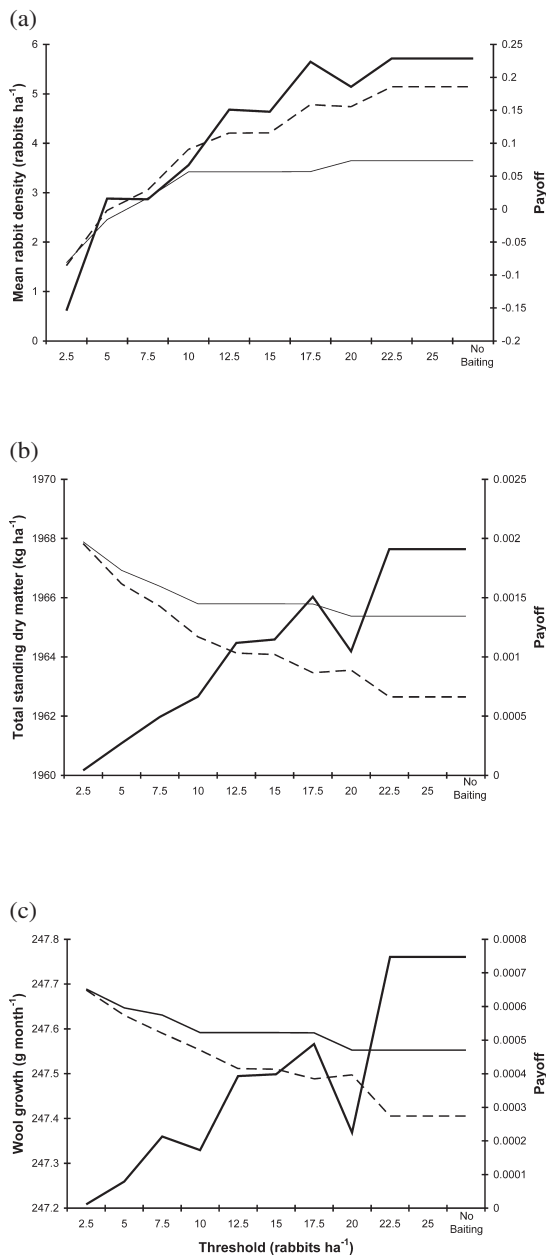 (a)
6
5
4
3
2
1
0
Mean rabbit density (rabbits ha⁻¹)
0.25
0.2
0.15
0.1
0.05
0
-0.05
-0.1
-0.15
-0.2
Payoff
2.5 5 7.5 10 12.5 15 17.5 20 22.5 25 No
Baiting
(b)
1970
1968
1966
1964
1962
1960
Total standing dry matter (kg ha⁻¹)
0.0025
0.002
0.0015
0.001
0.0005
0
Payoff
2.5 5 7.5 10 12.5 15 17.5 20 22.5 25 No
Baiting
(c)
247.8
247.7
247.6
247.5
247.4
247.3
247.2
Wool growth (g month⁻¹)
0.0008
0.0007
0.0006
0.0005
0.0004
0.0003
0.0002
0.0001
0
Payoff
2.5 5 7.5 10 12.5 15 17.5 20 22.5 25 No
Baiting
Threshold (rabbits ha⁻¹)